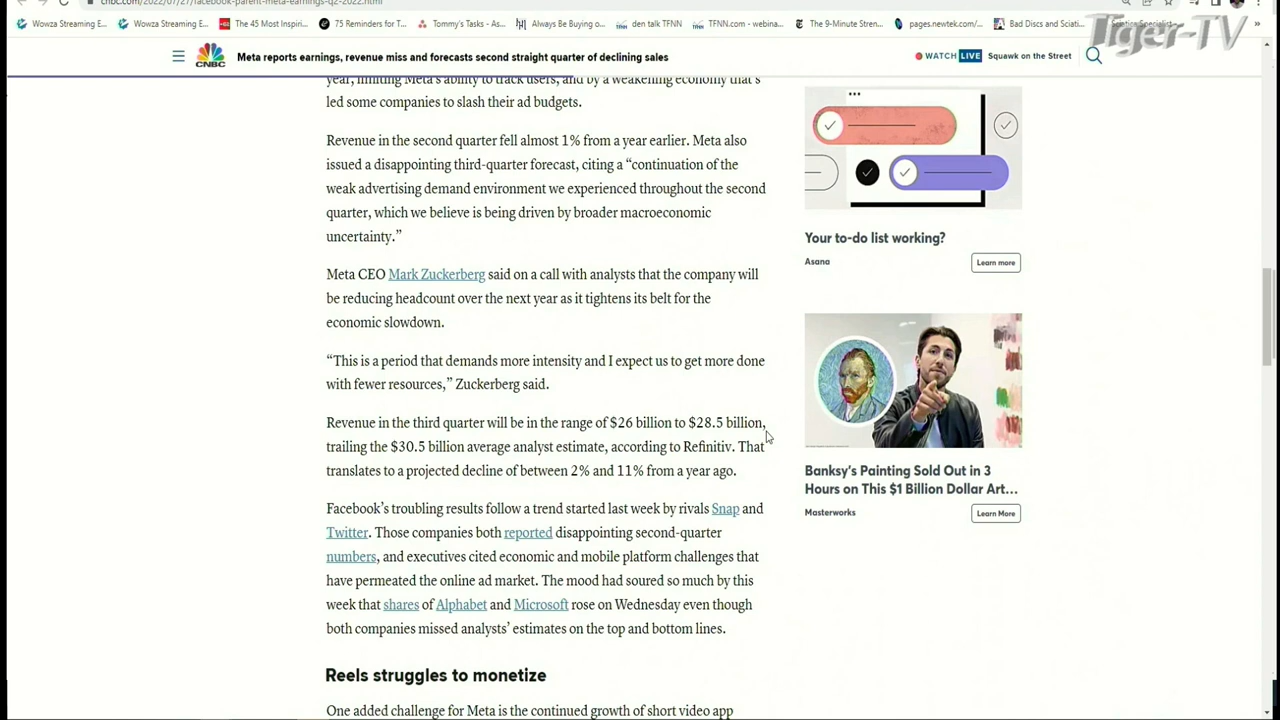 cnbc.com/2022/07/27/facebook-parent-meta-earnings-q2-2022.html
Wowza Streaming E...
Wowza Streaming E...
The 45 Most Inspiri...
75 Reminders for T...
Tommy's Tasks - As...
Always Be Buying o...
den talk TFNN
TFNN.com - webina...
The 9-Minute Stren...
pages.newtek.com/...
Bad Discs and Sciati...
»
Tiger-TV
CNBC
Meta reports earnings, revenue miss and forecasts second straight quarter of declining sales
WATCH LIVE
Squawk on the Street
year, limiting Meta's ability to track users, and by a weakening economy that's
led some companies to slash their ad budgets.
Revenue in the second quarter fell almost 1% from a year earlier. Meta also
issued a disappointing third-quarter forecast, citing a “continuation of the
weak advertising demand environment we experienced throughout the second
quarter, which we believe is being driven by broader macroeconomic
uncertainty.”
Meta CEO Mark Zuckerberg said on a call with analysts that the company will
be reducing headcount over the next year as it tightens its belt for the
economic slowdown.
“This is a period that demands more intensity and I expect us to get more done
with fewer resources,” Zuckerberg said.
Revenue in the third quarter will be in the range of $26 billion to $28.5 billion,
trailing the $30.5 billion average analyst estimate, according to Refinitiv. That
translates to a projected decline of between 2% and 11% from a year ago.
Facebook’s troubling results follow a trend started last week by rivals Snap and
Twitter. Those companies both reported disappointing second-quarter
numbers, and executives cited economic and mobile platform challenges that
have permeated the online ad market. The mood had soured so much by this
week that shares of Alphabet and Microsoft rose on Wednesday even though
both companies missed analysts’ estimates on the top and bottom lines.
Reels struggles to monetize
One added challenge for Meta is the continued growth of short video app
Your to-do list working?
Asana
Learn more
Banksy's Painting Sold Out in 3
Hours on This $1 Billion Dollar Art...
Masterworks
Learn More